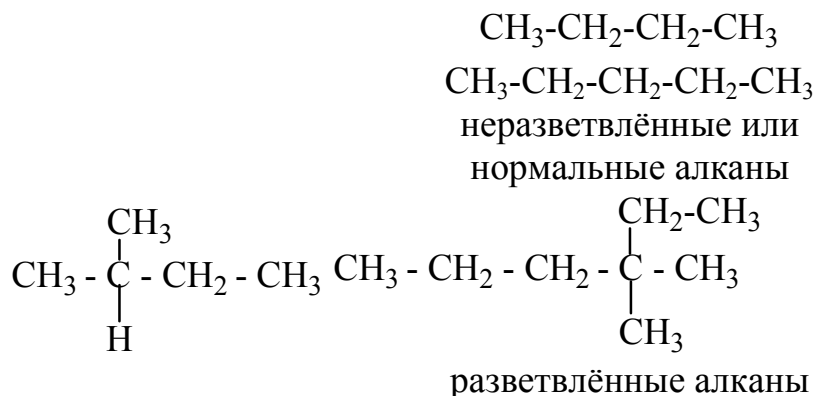 CH₃-CH₂-CH₂-CH₃
CH₃-CH₂-CH₂-CH₂-CH₃
неразветвлённые или
нормальные алканы
CH₃ CH₂-CH₃
CH₃ - C - CH₂ - CH₃ CH₃ - CH₂ - CH₂ - C - CH₃
H CH₃
разветвлённые алканы